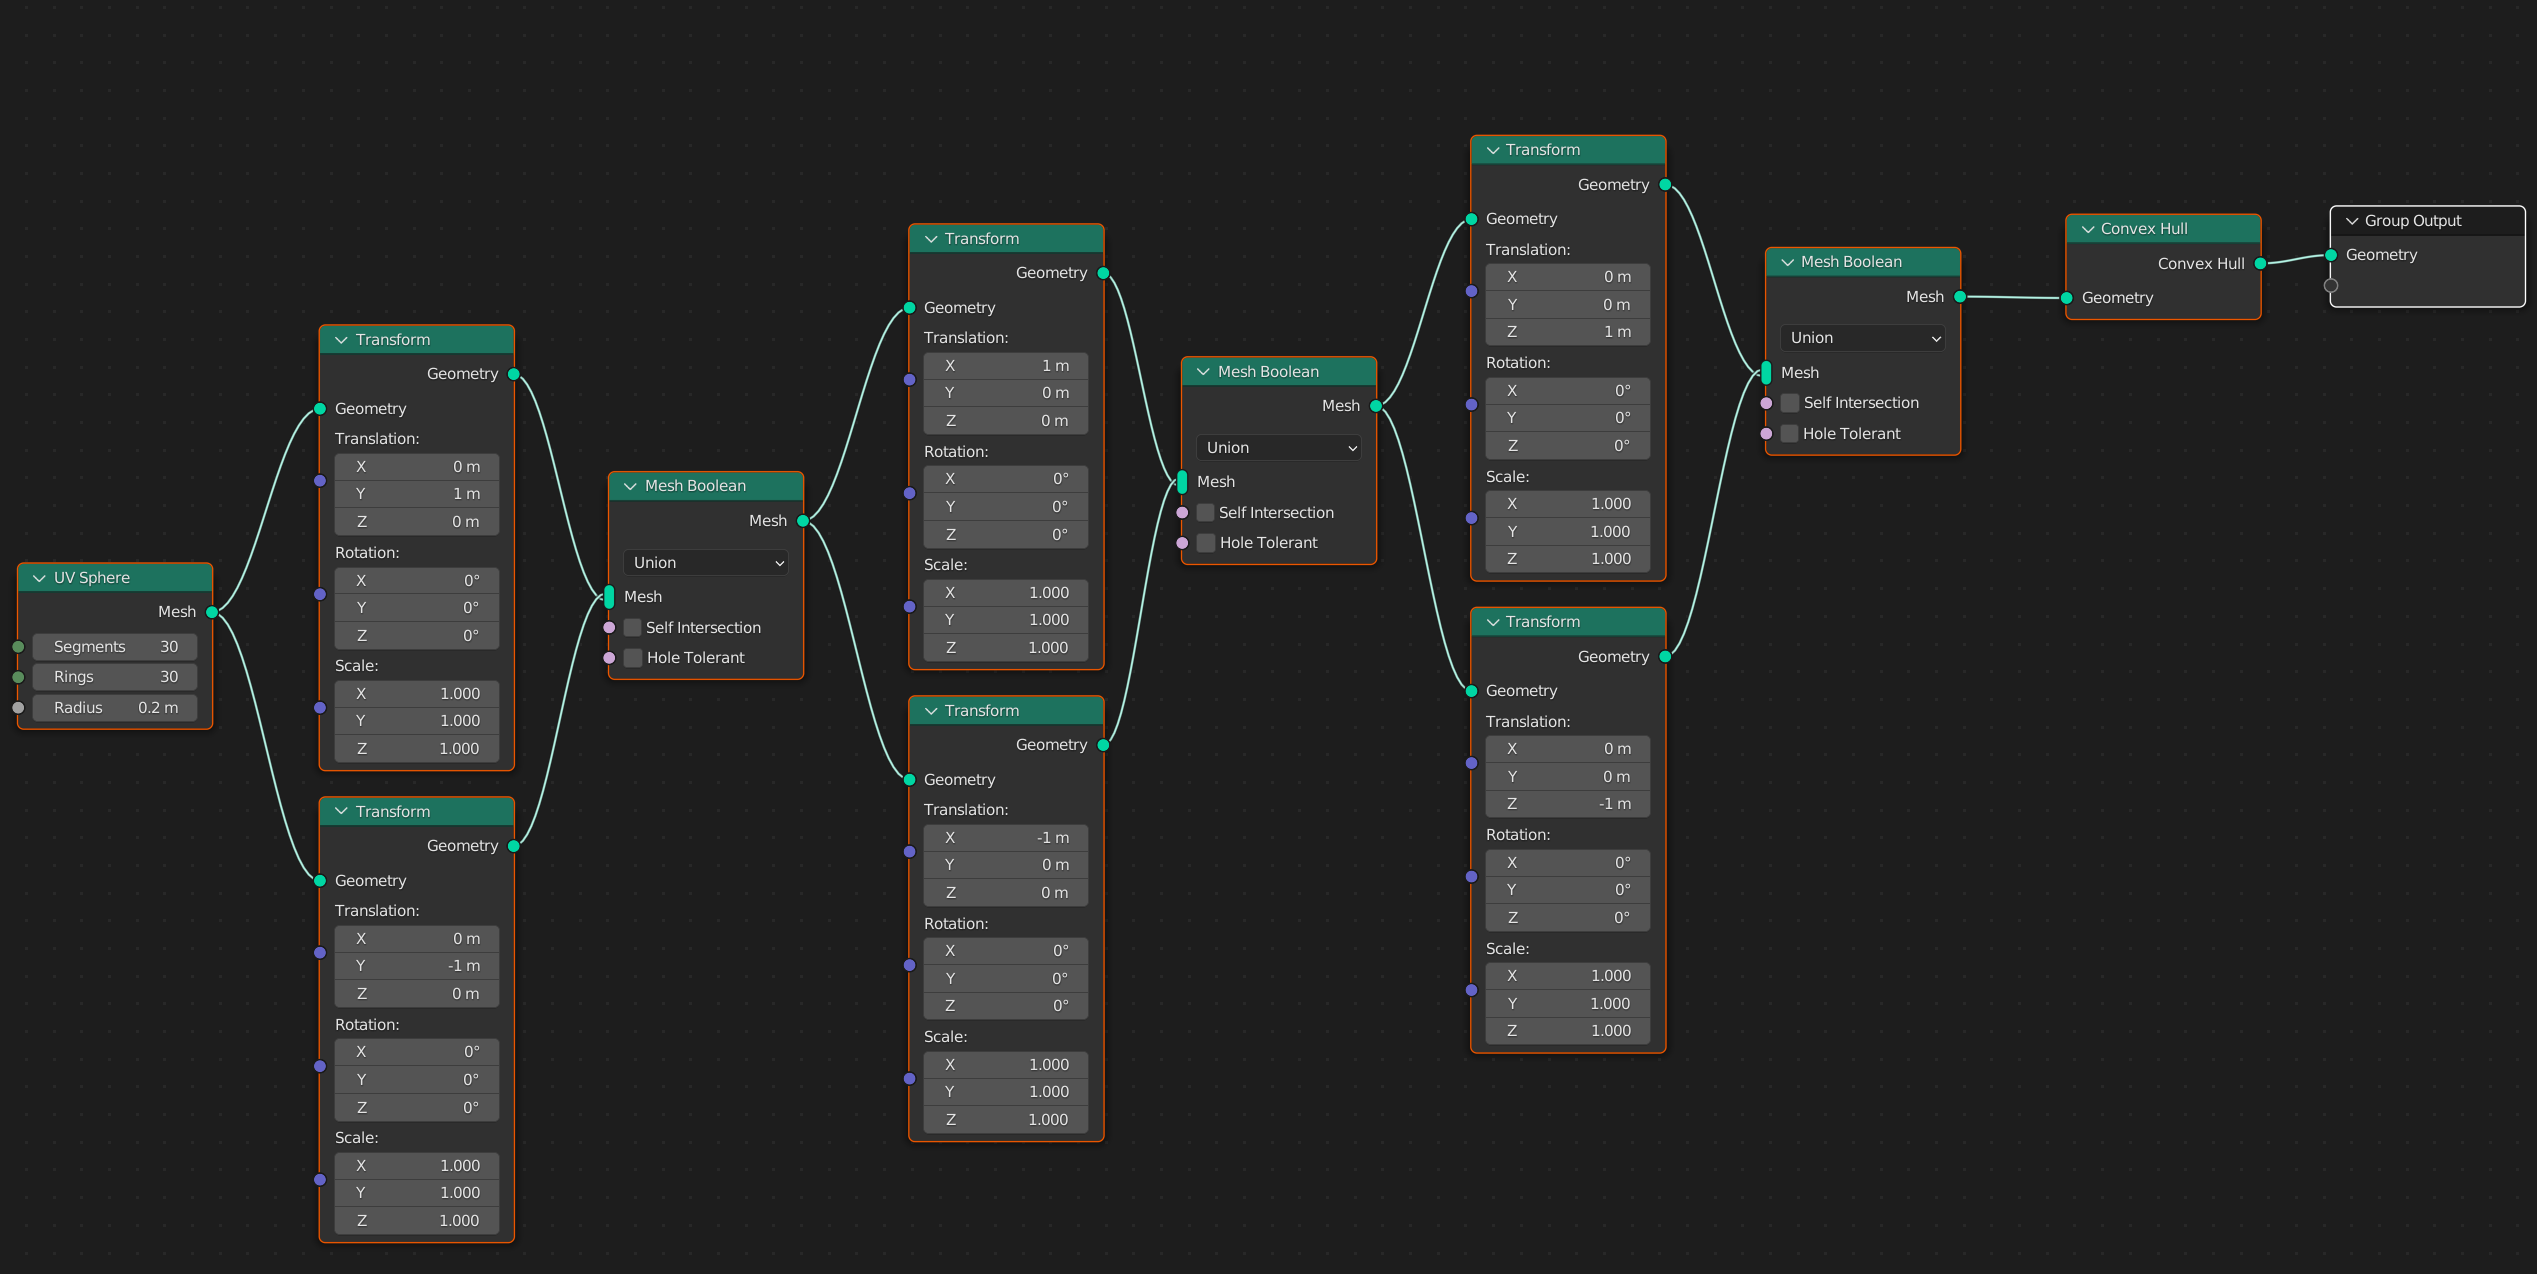 UV Sphere
Mesh
Segments 30
Rings 30
Radius 0.2 m
Transform
Geometry
Geometry
Translation:
X 0 m
Y 1 m
Z 0 m
Rotation:
X 0°
Y 0°
Z 0°
Scale:
X 1.000
Y 1.000
Z 1.000
Transform
Geometry
Geometry
Translation:
X 0 m
Y -1 m
Z 0 m
Rotation:
X 0°
Y 0°
Z 0°
Scale:
X 1.000
Y 1.000
Z 1.000
Mesh Boolean
Mesh
Union
Mesh
Self Intersection
Hole Tolerant
Transform
Geometry
Geometry
Translation:
X 1 m
Y 0 m
Z 0 m
Rotation:
X 0°
Y 0°
Z 0°
Scale:
X 1.000
Y 1.000
Z 1.000
Transform
Geometry
Geometry
Translation:
X -1 m
Y 0 m
Z 0 m
Rotation:
X 0°
Y 0°
Z 0°
Scale:
X 1.000
Y 1.000
Z 1.000
Mesh Boolean
Mesh
Union
Mesh
Self Intersection
Hole Tolerant
Transform
Geometry
Geometry
Translation:
X 0 m
Y 0 m
Z 1 m
Rotation:
X 0°
Y 0°
Z 0°
Scale:
X 1.000
Y 1.000
Z 1.000
Transform
Geometry
Geometry
Translation:
X 0 m
Y 0 m
Z -1 m
Rotation:
X 0°
Y 0°
Z 0°
Scale:
X 1.000
Y 1.000
Z 1.000
Mesh Boolean
Mesh
Union
Mesh
Self Intersection
Hole Tolerant
Convex Hull
Convex Hull
Geometry
Group Output
Geometry